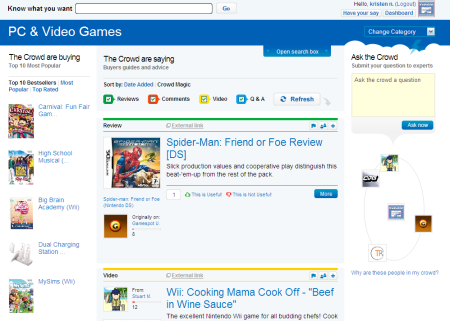 Know what you want
Go
Hello, kristen n. (Logout)
Have your say | Dashboard
PC & Video Games
Change Category
Open search box
The Crowd are buying
Top 10 Most Popular
Top 10 Bestsellers | Most Popular | Top Rated
Carnival: Fun Fair Gam...
High School Musical (...
Big Brain Academy (Wii)
Dual Charging Station ...
MySims (Wii)
The Crowd are saying
Buyers guides and advice
Sort by: Date Added | Crowd Magic
Reviews
Comments
Video
Q & A
Refresh
Review
External link
Spider-Man: Friend or Foe Review [DS]
Slick production values and cooperative play distinguish this beat-'em-up from the rest of the pack.
1
This is Useful
This is Not Useful
More
Spider-man: Friend or Foe (Nintendo DS)
Originally on:
Gamespot U...
8
Video
External link
From:
Stuart M.
12
Wii: Cooking Mama Cook Off - "Beef in Wine Sauce"
The excellent Nintendo Wii game for all budding chefs! Cook
Ask the Crowd
Submit your question to experts
Ask the crowd a question
Ask now
TR
Why are these people in my crowd?